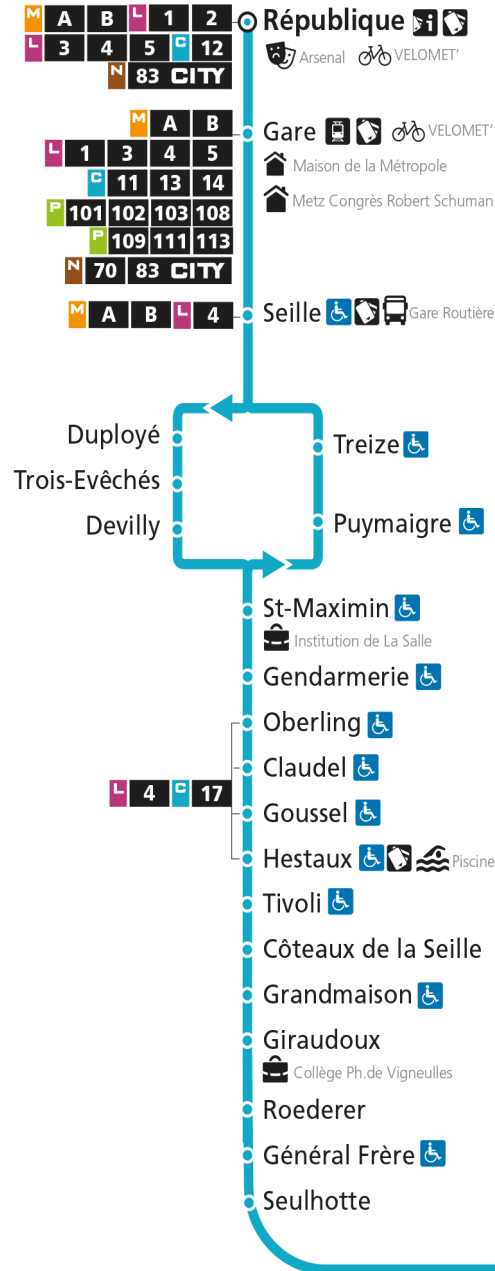 M A B L 1 2
République i
L 3 4 5 C 12
Arsenal VELOMET'
N 83 CITY
M A B
Gare VELOMET'
L 1 3 4 5
Maison de la Métropole
C 11 13 14
Metz Congrès Robert Schuman
P 101 102 103 108
P 109 111 113
N 70 83 CITY
M A B L 4
Seille Gare Routière
Duployé
Treize
Trois-Evêchés
Devilly
Puymaigre
St-Maximin
Institution de La Salle
Gendarmerie
Oberling
Claudel
L 4 C 17
Goussel
Hestaux Piscine
Tivoli
Côteaux de la Seille
Grandmaison
Giraudoux
Collège Ph.de Vigneulles
Roederer
Général Frère
Seulhotte